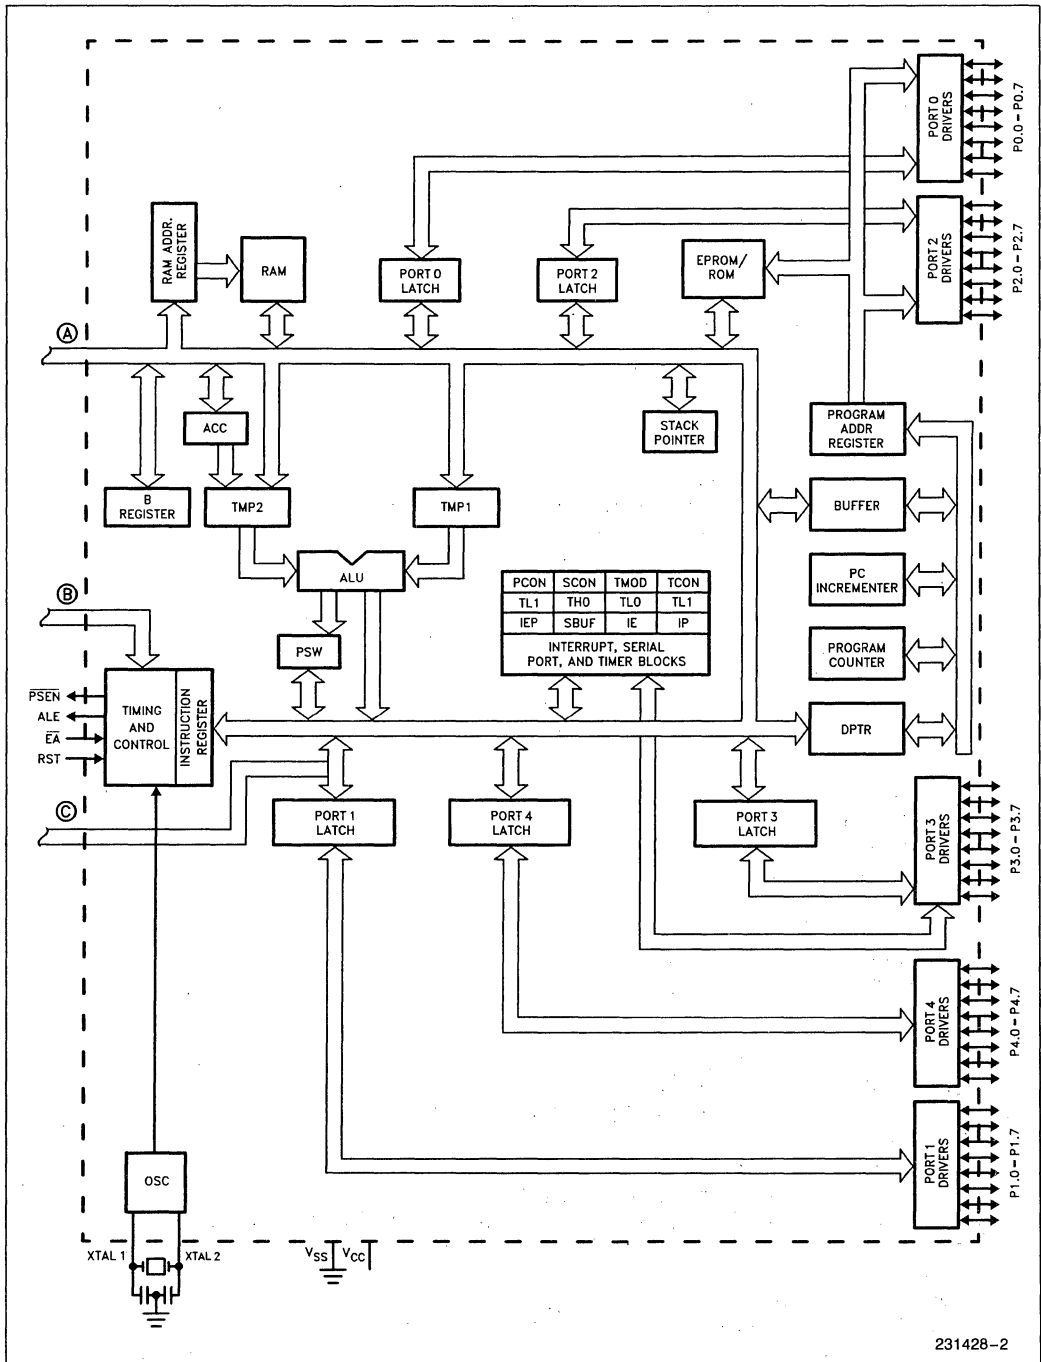 PORT 0
DRIVERS
P0.0-P0.7
PORT 2
DRIVERS
P2.0-P2.7
RAM ADDR.
REGISTER
RAM
PORT 0
LATCH
PORT 2
LATCH
EPROM/
ROM
A
ACC
STACK
POINTER
PROGRAM
ADDR
REGISTER
B
REGISTER
TMP2
TMP1
BUFFER
ALU
B
PCON SCON TMOD TCON
TL1 TH0 TL0 TL1
IEP SBUF IE IP
INTERRUPT, SERIAL
PORT, AND TIMER BLOCKS
PC
INCREMENTER
PSW
PROGRAM
COUNTER
PSEN
ALE
EA
RST
TIMING
AND
CONTROL
INSTRUCTION
REGISTER
DPTR
C
PORT 1
LATCH
PORT 4
LATCH
PORT 3
LATCH
PORT 3
DRIVERS
P3.0-P3.7
PORT 4
DRIVERS
P4.0-P4.7
PORT 1
DRIVERS
P1.0-P1.7
OSC
XTAL 1
XTAL 2
VSS
VCC
231428-2